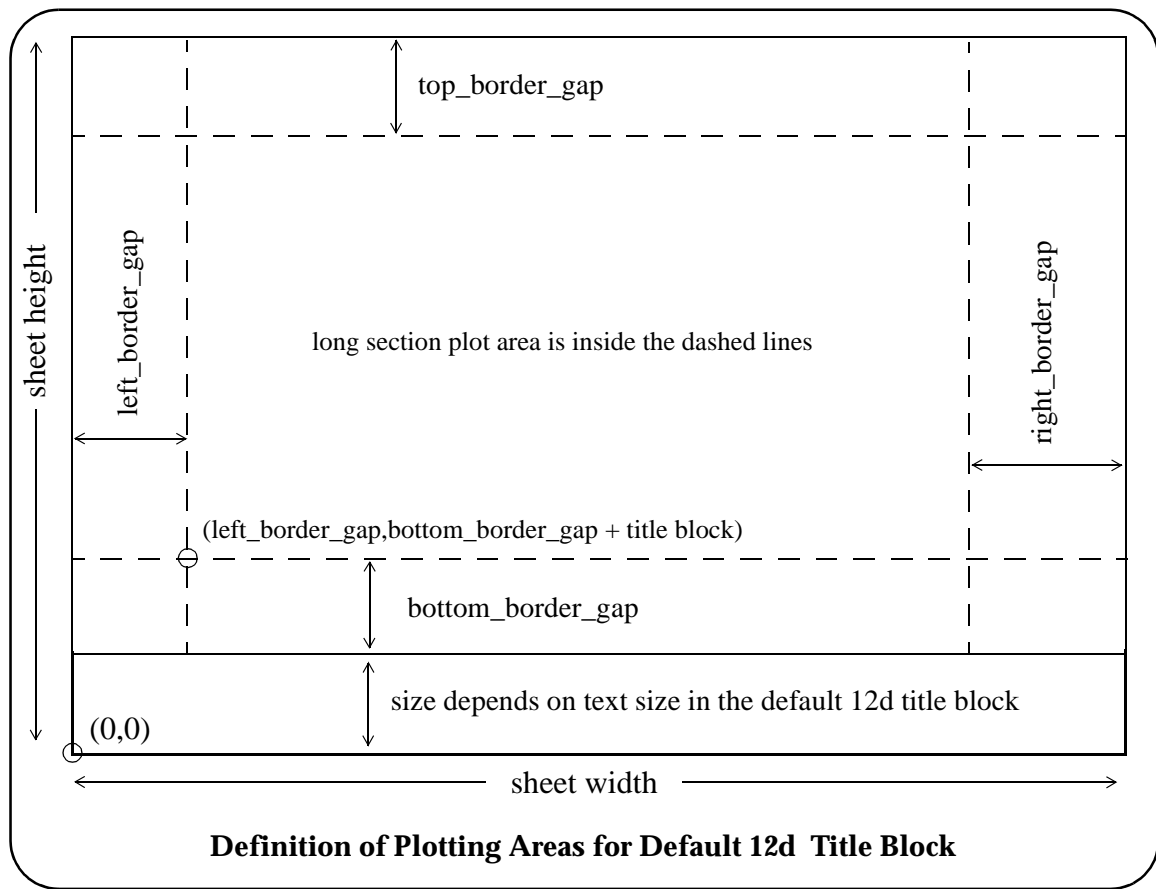 top_border_gap
sheet height
left_border_gap
right_border_gap
long section plot area is inside the dashed lines
(left_border_gap,bottom_border_gap + title block)
bottom_border_gap
size depends on text size in the default 12d title block
(0,0)
sheet width
Definition of Plotting Areas for Default 12d Title Block